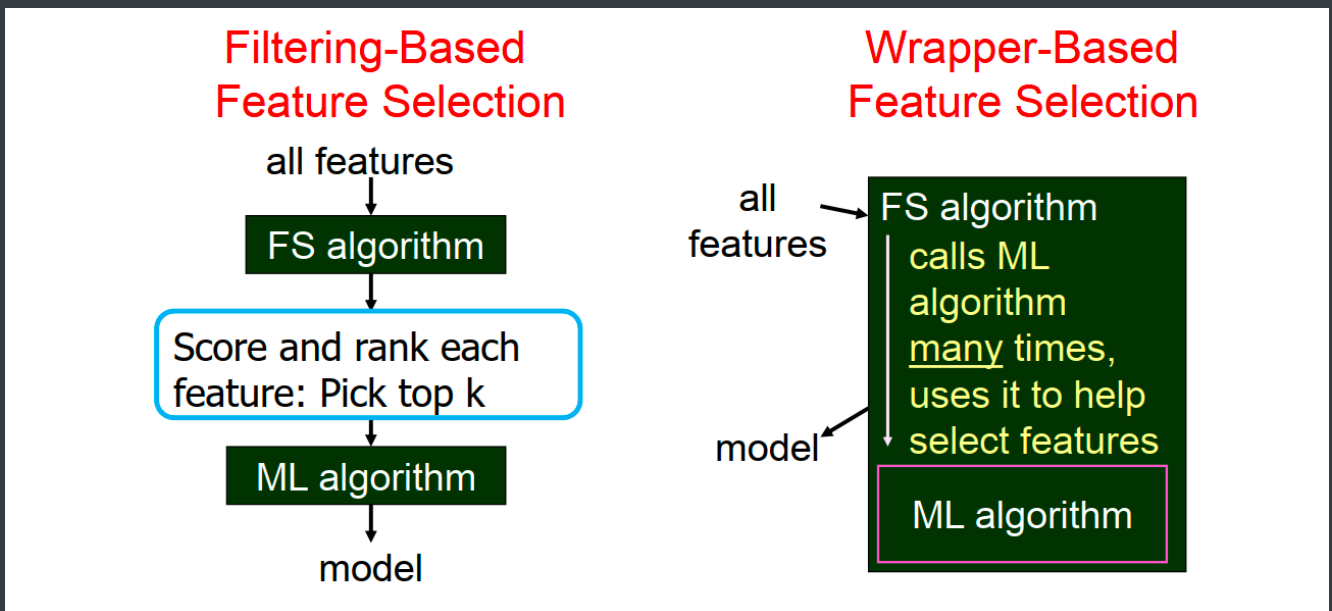 Filtering-Based
Feature Selection
all features
FS algorithm
Score and rank each
feature: Pick top k
ML algorithm
model
Wrapper-Based
Feature Selection
all
features
FS algorithm
calls ML
algorithm
many times,
uses it to help
select features
ML algorithm
model